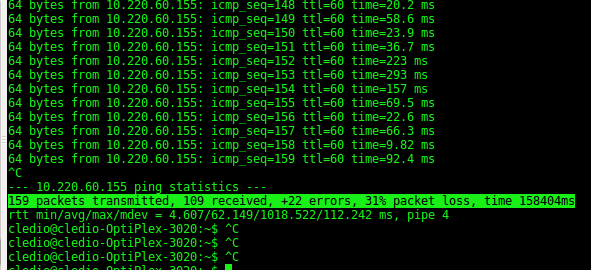 64 bytes from 10.220.60.155: icmp_seq=148 ttl=60 time=20.2 ms
64 bytes from 10.220.60.155: icmp_seq=149 ttl=60 time=58.6 ms
64 bytes from 10.220.60.155: icmp_seq=150 ttl=60 time=23.9 ms
64 bytes from 10.220.60.155: icmp_seq=151 ttl=60 time=36.7 ms
64 bytes from 10.220.60.155: icmp_seq=152 ttl=60 time=223 ms
64 bytes from 10.220.60.155: icmp_seq=153 ttl=60 time=293 ms
64 bytes from 10.220.60.155: icmp_seq=154 ttl=60 time=157 ms
64 bytes from 10.220.60.155: icmp_seq=155 ttl=60 time=69.5 ms
64 bytes from 10.220.60.155: icmp_seq=156 ttl=60 time=22.6 ms
64 bytes from 10.220.60.155: icmp_seq=157 ttl=60 time=66.3 ms
64 bytes from 10.220.60.155: icmp_seq=158 ttl=60 time=9.82 ms
64 bytes from 10.220.60.155: icmp_seq=159 ttl=60 time=92.4 ms
^C
--- 10.220.60.155 ping statistics ---
159 packets transmitted, 109 received, +22 errors, 31% packet loss, time 158404ms
rtt min/avg/max/mdev = 4.607/62.149/1018.522/112.242 ms, pipe 4
cledio@cledio-OptiPlex-3020:~$ ^C
cledio@cledio-OptiPlex-3020:~$ ^C
cledio@cledio-OptiPlex-3020:~$ ^C
cledio@cledio-OptiPlex-3020:~$